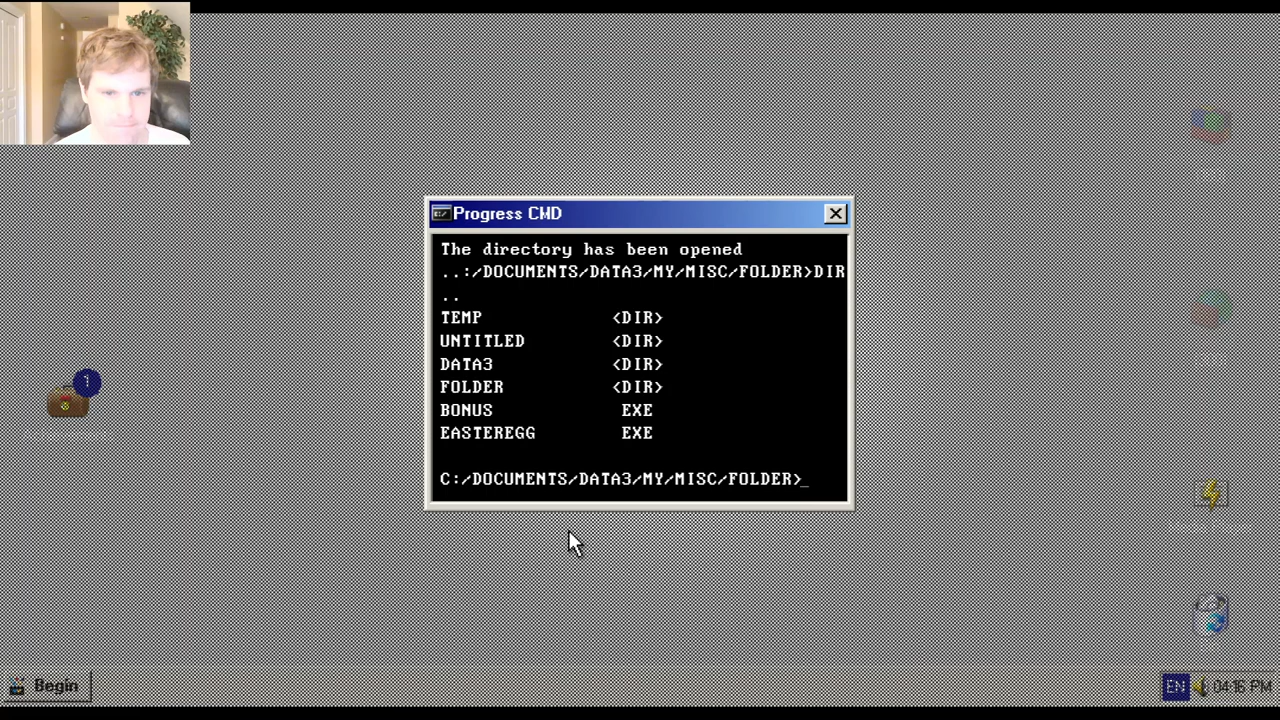 Progress CMD
The directory has been opened
..:/DOCUMENTS/DATA3/MY/MISC/FOLDER>DIR
..
TEMP <DIR>
UNTITLED <DIR>
DATA3 <DIR>
FOLDER <DIR>
BONUS EXE
EASTEREGG EXE
C:/DOCUMENTS/DATA3/MY/MISC/FOLDER>_
1
Begin
EN 04:16 PM